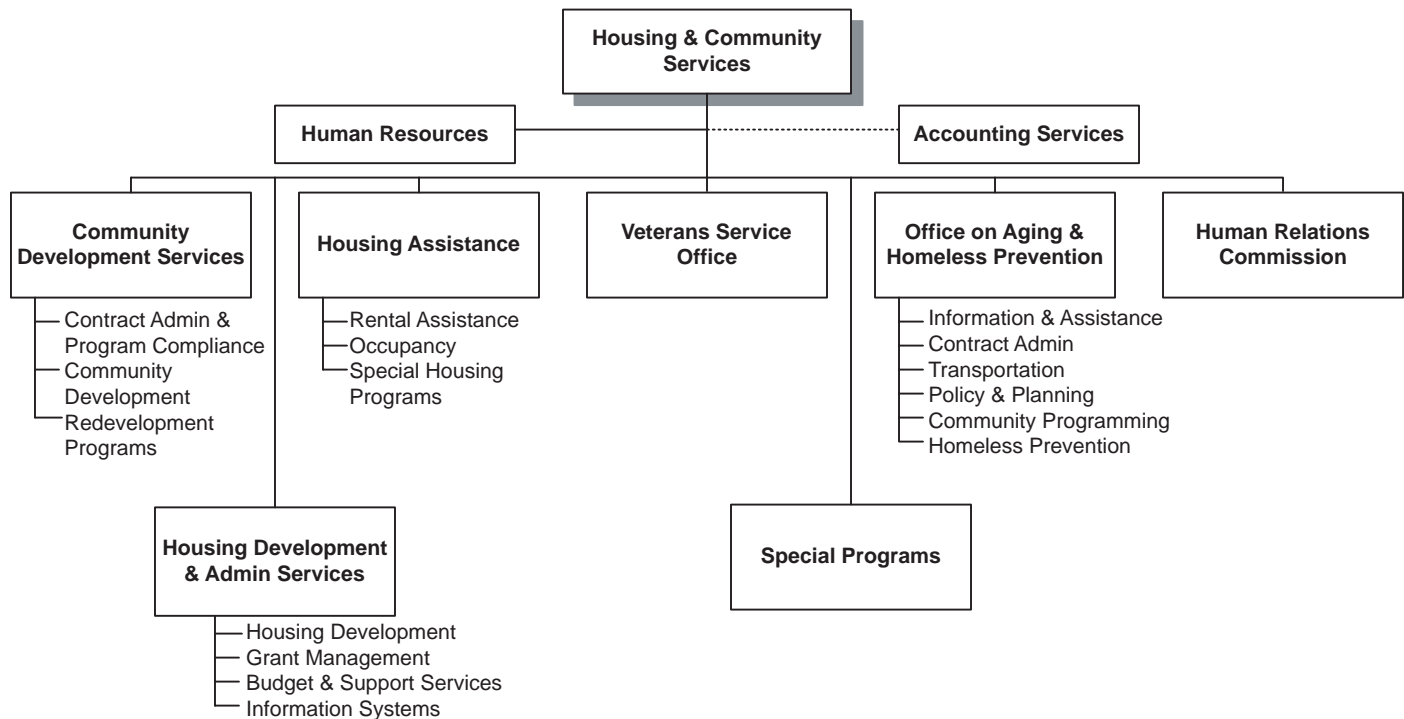 Housing & Community
Services
Human Resources
Accounting Services
Community
Development Services
Housing Assistance
Veterans Service
Office
Office on Aging &
Homeless Prevention
Human Relations
Commission
Contract Admin &
Program Compliance
Community
Development
Redevelopment
Programs
Rental Assistance
Occupancy
Special Housing
Programs
Information & Assistance
Contract Admin
Transportation
Policy & Planning
Community Programming
Homeless Prevention
Housing Development
& Admin Services
Special Programs
Housing Development
Grant Management
Budget & Support Services
Information Systems